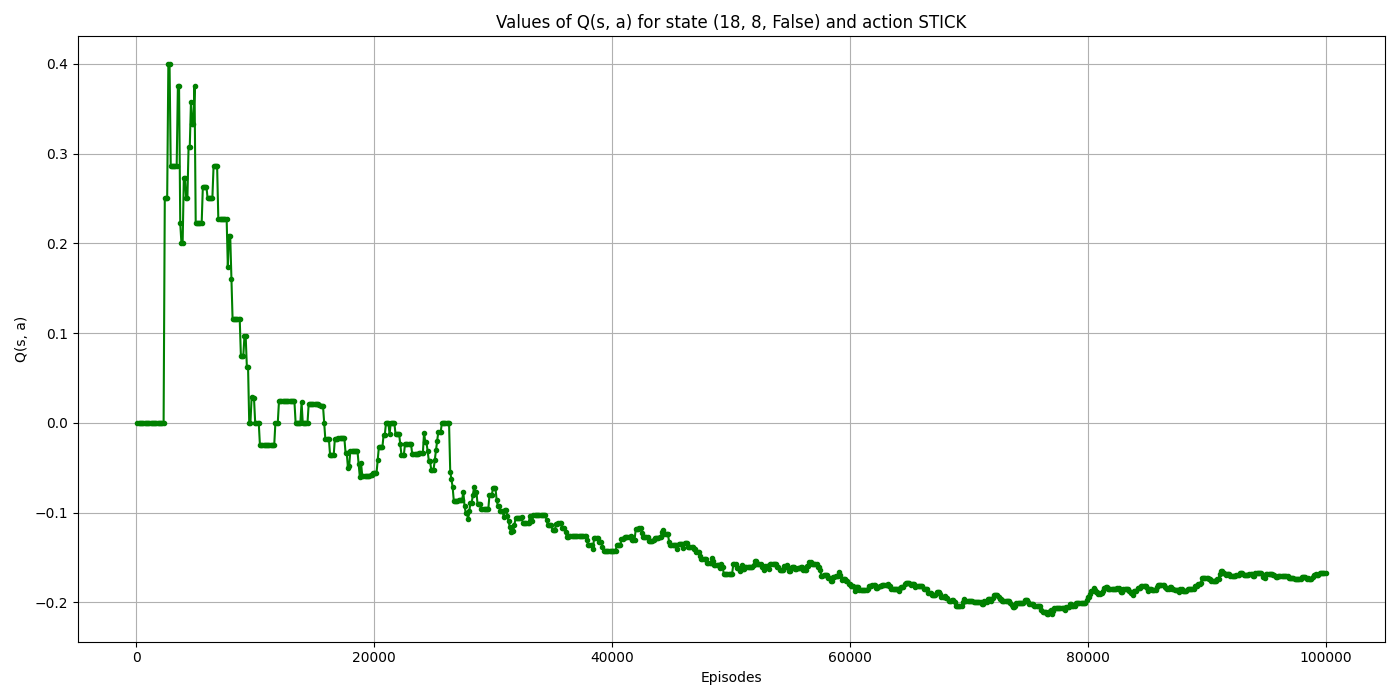 Values of Q(s, a) for state (18, 8, False) and action STICK
Q(s, a)
0.4
0.3
0.2
0.1
0.0
−0.1
−0.2
0 20000 40000 60000 80000 100000
Episodes